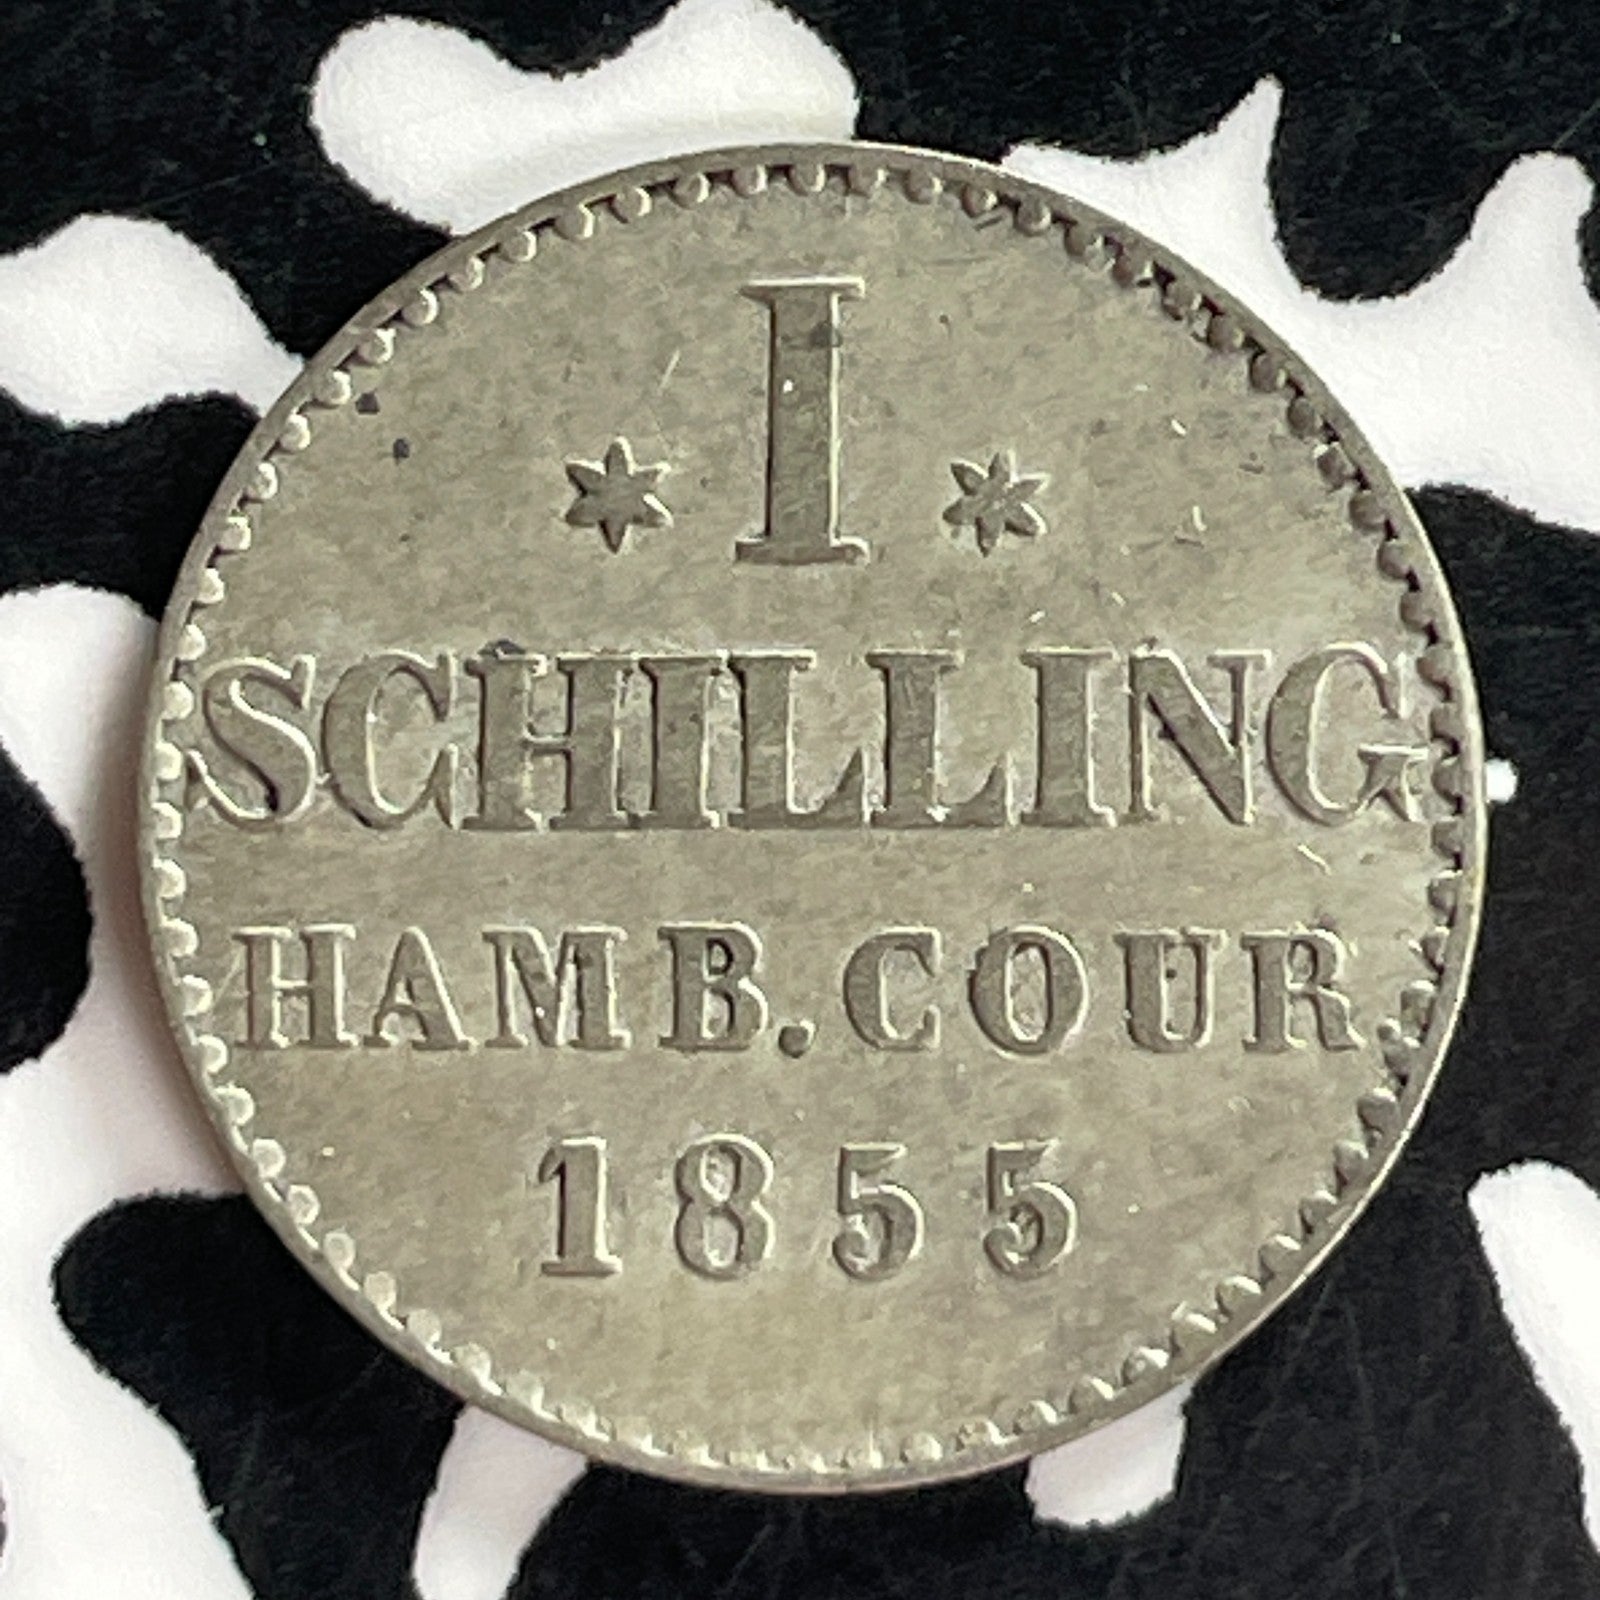 I
SCHILLING
HAMB. COUR
1855